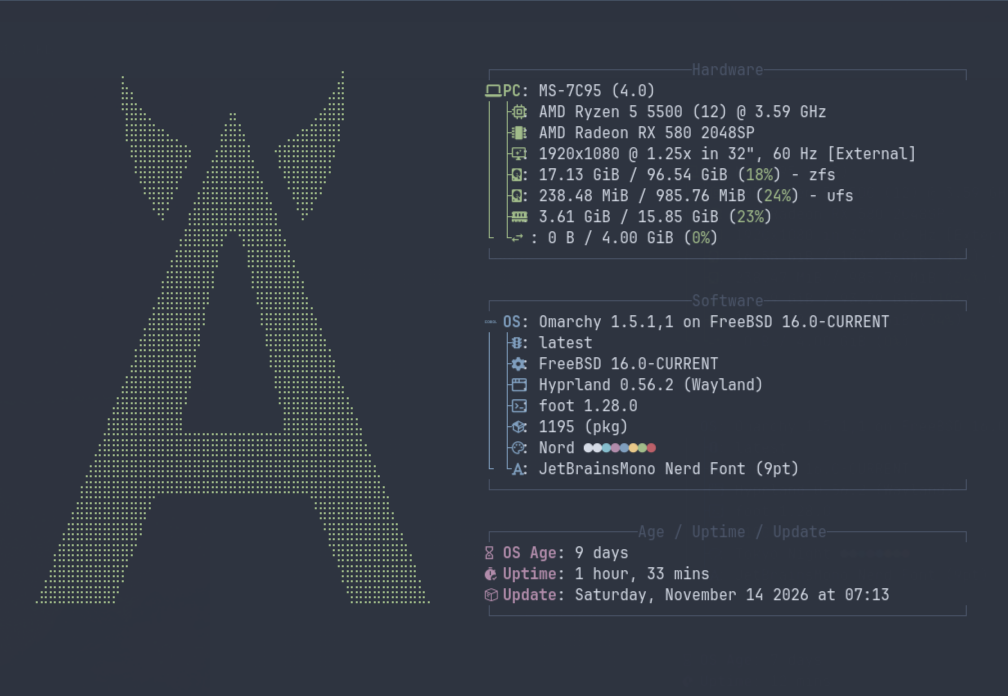 Hardware
PC: MS-7C95 (4.0)
: AMD Ryzen 5 5500 (12) @ 3.59 GHz
: AMD Radeon RX 580 2048SP
: 1920x1080 @ 1.25x in 32", 60 Hz [External]
: 17.13 GiB / 96.54 GiB (18%) - zfs
: 238.48 MiB / 985.76 MiB (24%) - ufs
: 3.61 GiB / 15.85 GiB (23%)
: 0 B / 4.00 GiB (0%)
Software
OS: Omarchy 1.5.1,1 on FreeBSD 16.0-CURRENT
: latest
: FreeBSD 16.0-CURRENT
: Hyprland 0.56.2 (Wayland)
: foot 1.28.0
: 1195 (pkg)
: Nord
: JetBrainsMono Nerd Font (9pt)
Age / Uptime / Update
OS Age: 9 days
Uptime: 1 hour, 33 mins
Update: Saturday, November 14 2026 at 07:13